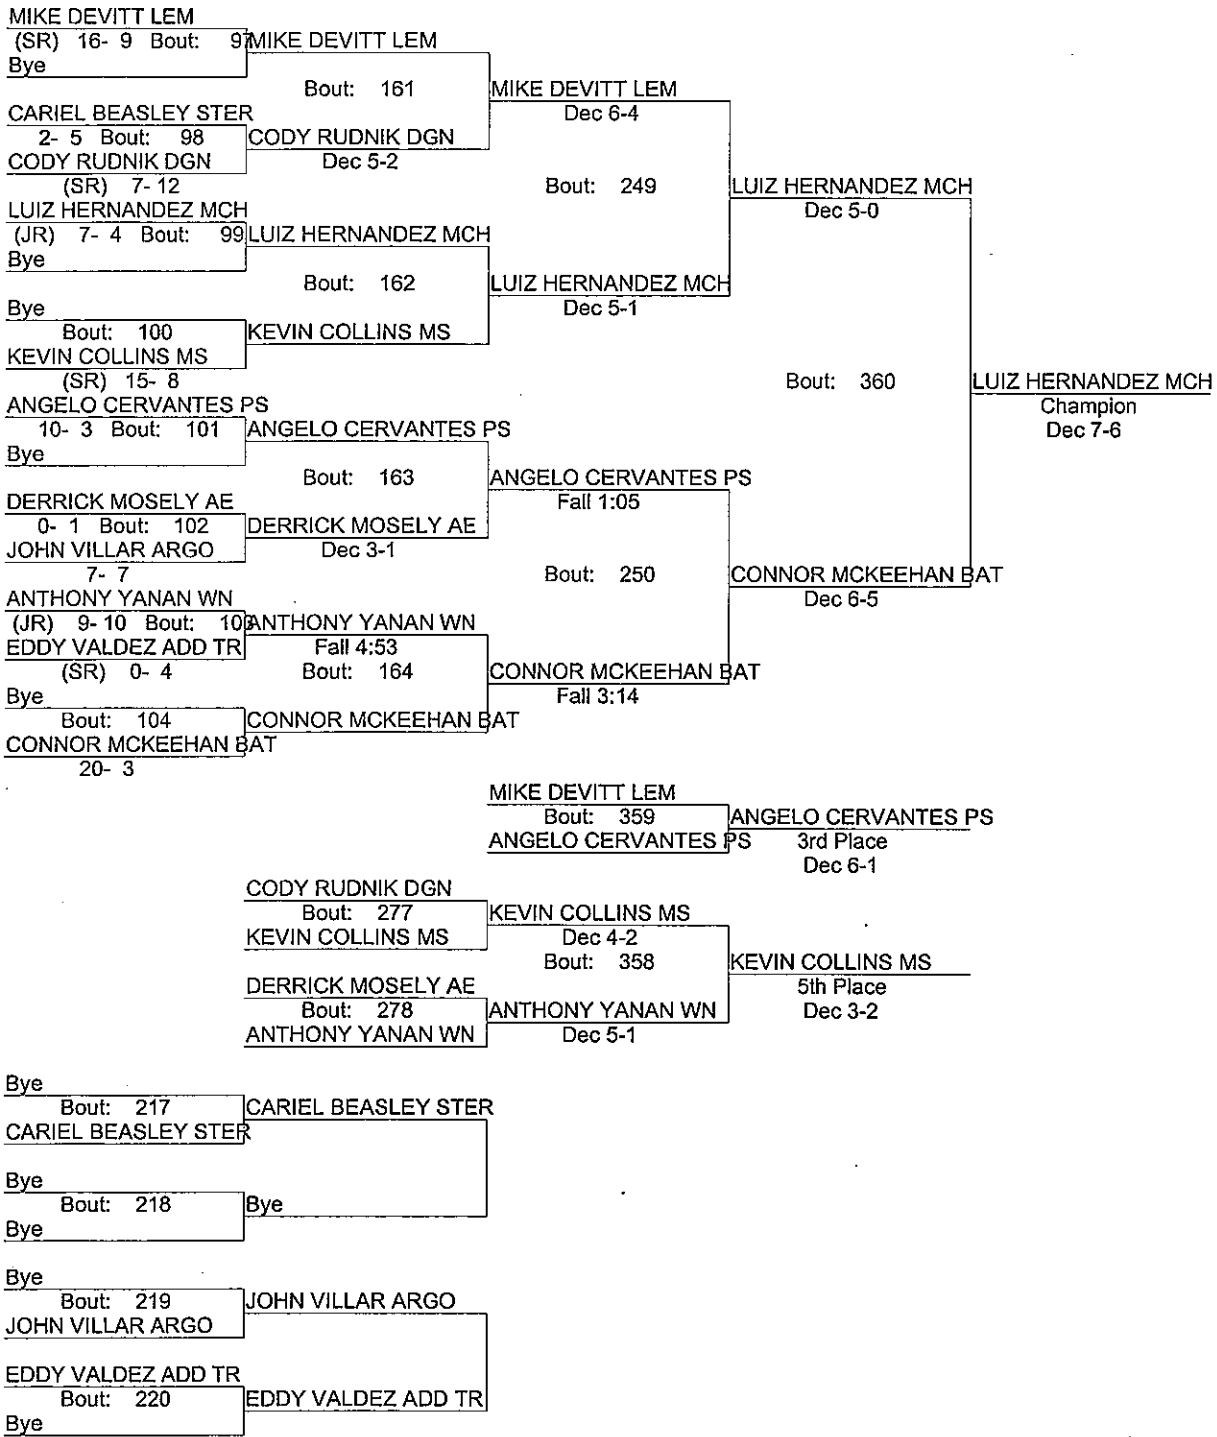 MIKE DEVITT LEM
(SR) 16- 9 Bout: 97
Bye
MIKE DEVITT LEM
Bout: 161
CARIEL BEASLEY STER
2- 5 Bout: 98
CODY RUDNIK DGN
(SR) 7- 12
CODY RUDNIK DGN
Dec 5-2
MIKE DEVITT LEM
Dec 6-4
Bout: 249
LUIZ HERNANDEZ MCH
(JR) 7- 4 Bout: 99
Bye
LUIZ HERNANDEZ MCH
Bout: 162
Bye
Bout: 100
KEVIN COLLINS MS
(SR) 15- 8
KEVIN COLLINS MS
LUIZ HERNANDEZ MCH
Dec 5-1
LUIZ HERNANDEZ MCH
Dec 5-0
Bout: 360
LUIZ HERNANDEZ MCH
Champion
Dec 7-6
ANGELO CERVANTES PS
10- 3 Bout: 101
Bye
ANGELO CERVANTES PS
Bout: 163
DERRICK MOSELY AE
0- 1 Bout: 102
JOHN VILLAR ARGO
7- 7
DERRICK MOSELY AE
Dec 3-1
ANGELO CERVANTES PS
Fall 1:05
Bout: 250
CONNOR MCKEEHAN BAT
Dec 6-5
ANTHONY YANAN WN
(JR) 9- 10 Bout: 103
EDDY VALDEZ ADD TR
(SR) 0- 4
ANTHONY YANAN WN
Fall 4:53
Bout: 164
Bye
Bout: 104
CONNOR MCKEEHAN BAT
20- 3
CONNOR MCKEEHAN BAT
CONNOR MCKEEHAN BAT
Fall 3:14
MIKE DEVITT LEM
Bout: 359
ANGELO CERVANTES PS
ANGELO CERVANTES PS
3rd Place
Dec 6-1
CODY RUDNIK DGN
Bout: 277
KEVIN COLLINS MS
KEVIN COLLINS MS
Dec 4-2
Bout: 358
KEVIN COLLINS MS
5th Place
Dec 3-2
DERRICK MOSELY AE
Bout: 278
ANTHONY YANAN WN
ANTHONY YANAN WN
Dec 5-1
Bye
Bout: 217
CARIEL BEASLEY STER
CARIEL BEASLEY STER
Bye
Bout: 218
Bye
Bye
Bye
Bout: 219
JOHN VILLAR ARGO
JOHN VILLAR ARGO
EDDY VALDEZ ADD TR
Bout: 220
Bye
EDDY VALDEZ ADD TR